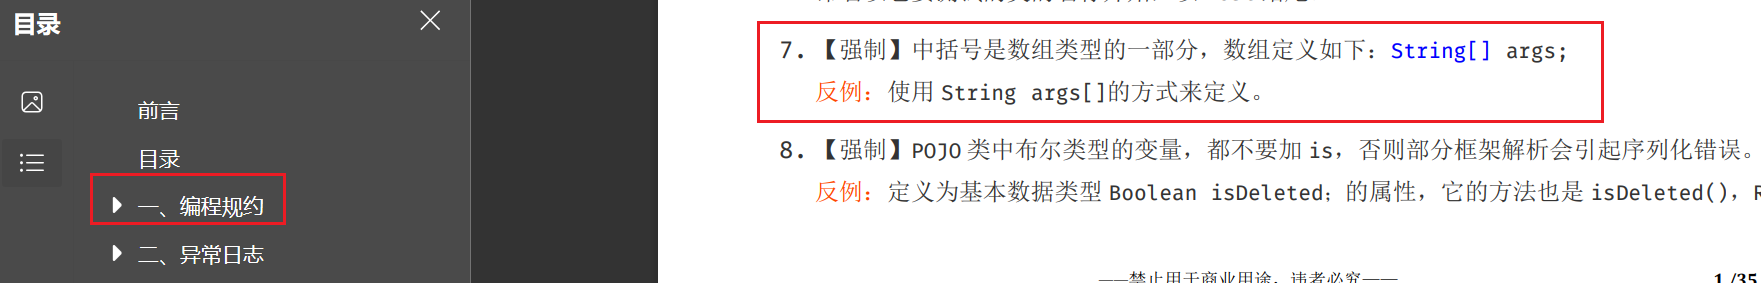 目录
前言
目录
一、编程规约
二、异常日志
7. 【强制】中括号是数组类型的一部分，数组定义如下：String[] args;
反例：使用 String args[]的方式来定义。
8. 【强制】POJO 类中布尔类型的变量，都不要加 is，否则部分框架解析会引起序列化错误。
反例：定义为基本数据类型 Boolean isDeleted；的属性，它的方法也是 isDeleted()，R
——禁止用于商业用途，违者必究——
1 /35